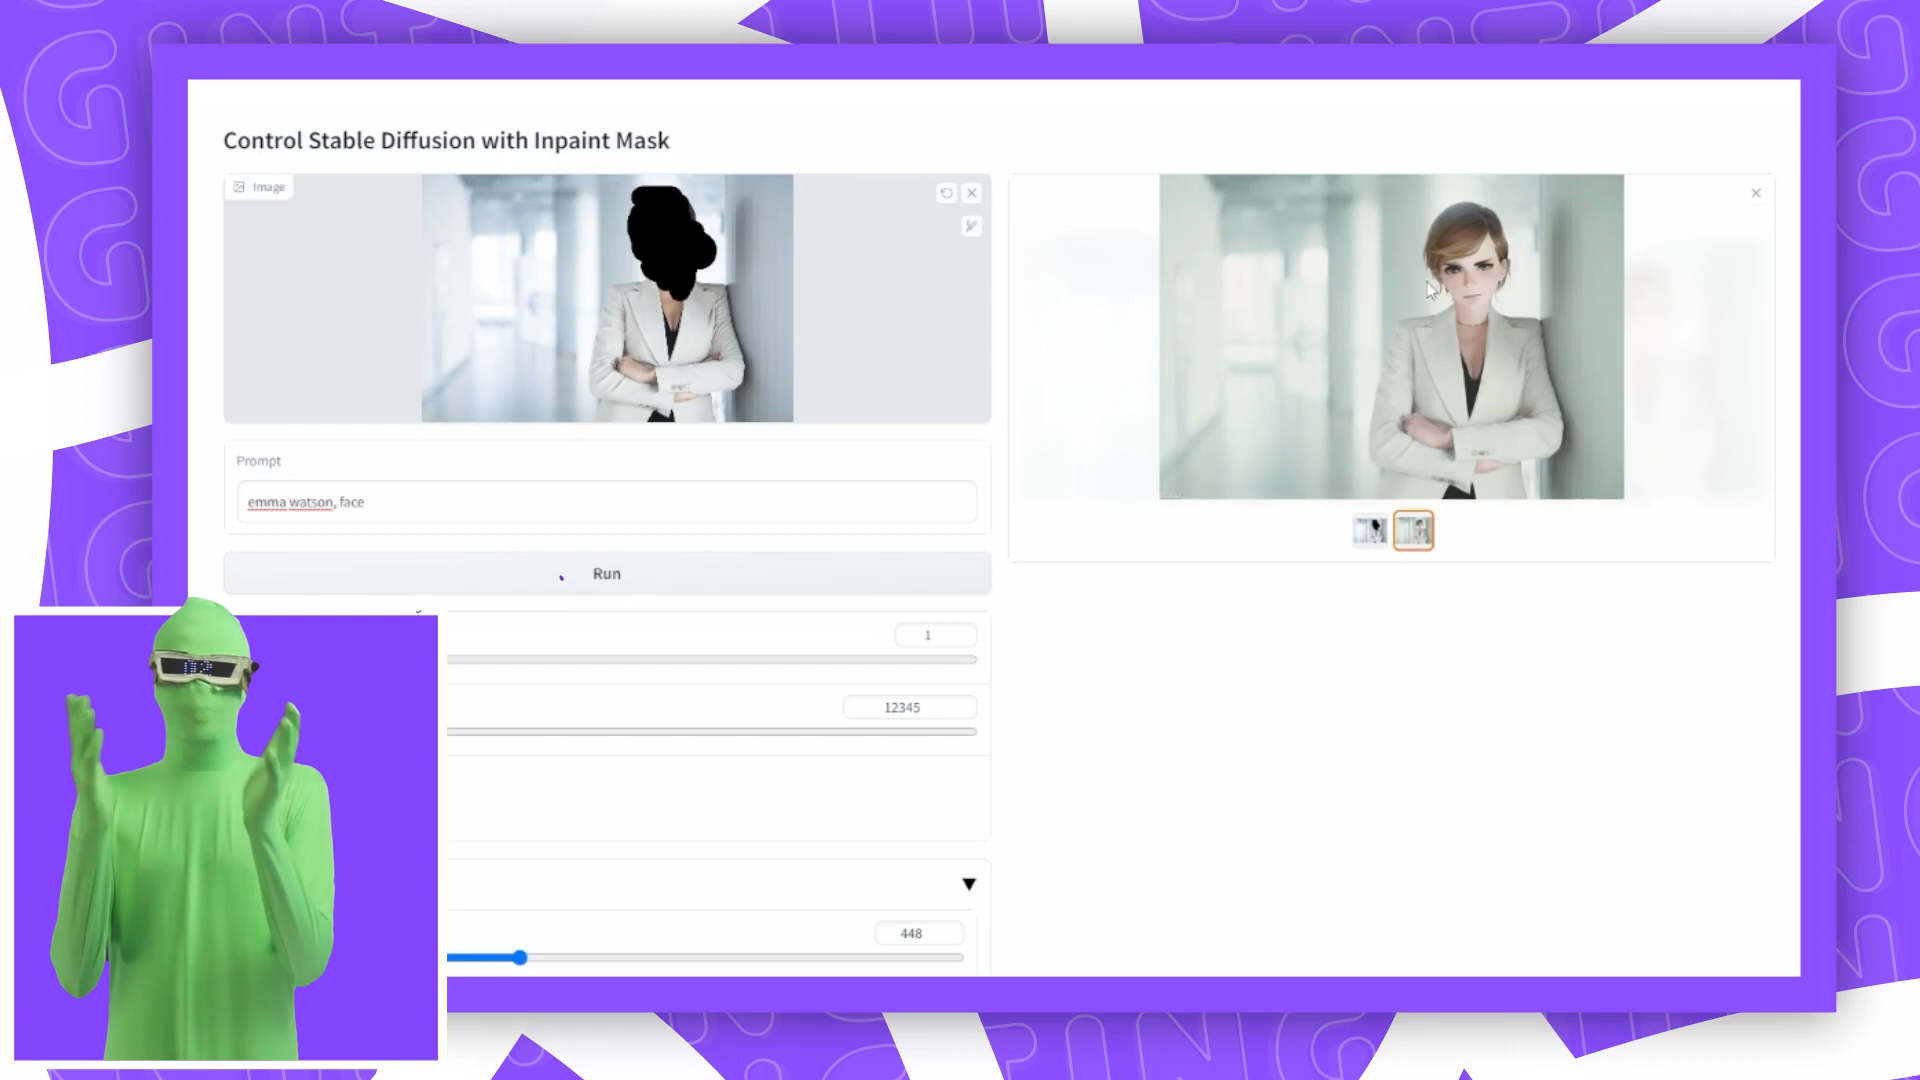 Control Stable Diffusion with Inpaint Mask
Image
Prompt
emma watson, face
Run
1
12345
448